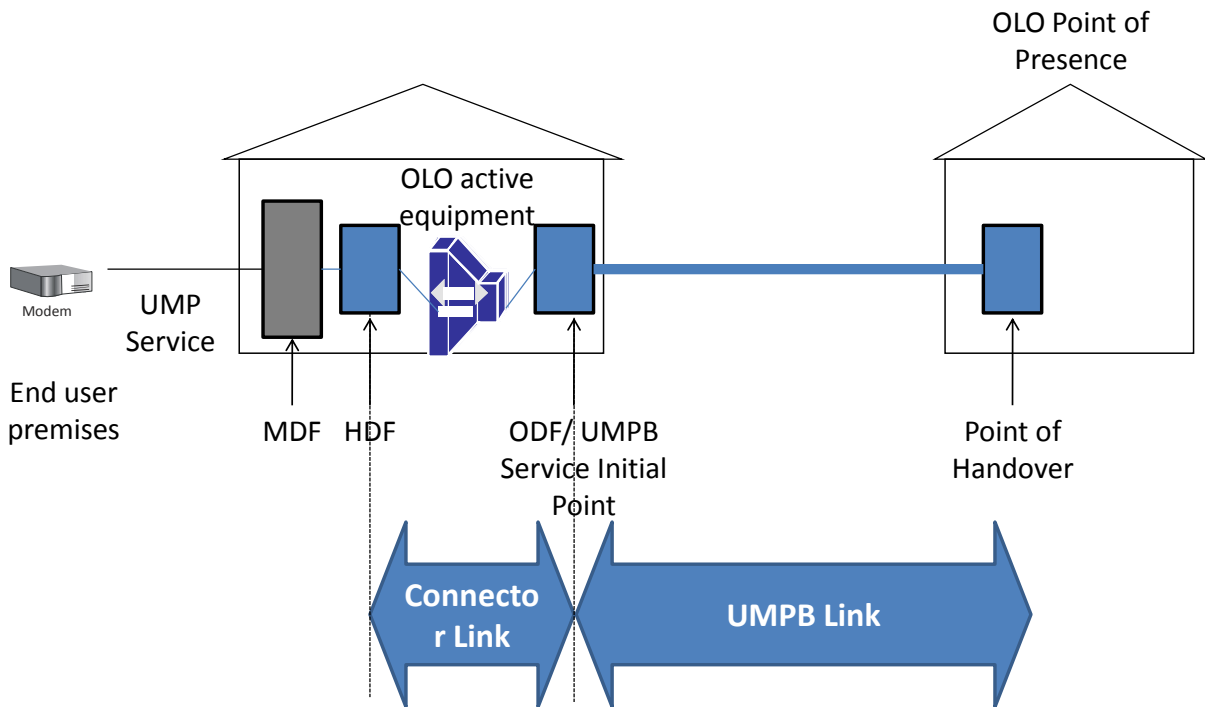 OLO Point of
Presence
OLO active
equipment
Modem
UMP
Service
End user
premises
MDF
HDF
ODF/ UMPB
Service Initial
Point
Point of
Handover
Connecto
r Link
UMPB Link